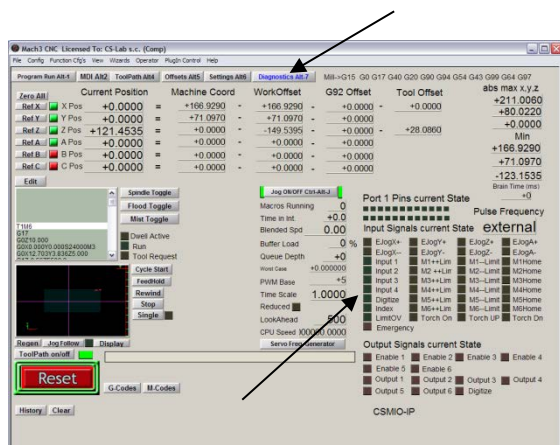 Mach3 CNC Licensed To: CS-Lab s.c. (Comp)
File Config Function Cfg's View Wizards Operator PlugIn Control Help
Program Run Alt-1 MDI Alt2 ToolPath Alt4 Offsets Alt5 Settings Alt6 Diagnostics Alt-7 Mill->G15 G0 G17 G40 G20 G90 G94 G54 G43 G99 G64 G97
Zero All Current Position Machine Coord WorkOffset G92 Offset Tool Offset abs max x,y,z
Ref X X Pos +0.0000 = +166.9290 - +166.9290 - +0.0000 - +0.0000 +211.0060
Ref Y Y Pos +0.0000 = +71.0970 - +71.0970 - +0.0000 +80.0220
Ref Z Z Pos +121.4535 = +0.0000 - -149.5395 - +0.0000 - +28.0860 +0.0000
Ref A A Pos +0.0000 = +0.0000 - +0.0000 - +0.0000 Min
Ref B B Pos +0.0000 = +0.0000 - +0.0000 - +0.0000 +166.9290
Ref C C Pos +0.0000 = +0.0000 - +0.0000 - +0.0000 +71.0970
-123.1535
Edit Brain Time (ms)
+0
Spindle Toggle Jog ON/OFF Ctrl-Alt-J Port 1 Pins current State
Flood Toggle Macros Running 0
Mist Toggle Time in Int. +0.0 Pulse Frequency
T1M6 Dwell Active Blended Spd 0.00 Input Signals current State external
G17 Run Buffer Load 0 % EJogX+ EJogY+ EJogZ+ EJogA+
G0Z10.000 Tool Request Queue Depth +0 EJogX-- EJogY- EJogZ- EJogA-
Cycle Start Worst Case +0.000000 Input 1 M1++Lim M1--Limit M1Home
FeedHold PWM Base +5 Input 2 M2 ++Lim M2--Limit M2Home
Rewind Time Scale 1.0000 Input 3 M3++Lim M3--Limit M3Home
Stop Reduced Input 4 M4++Lim M4--Limit M4Home
Single LookAhead 500 Digitize M5++Lim M5--Limit M5Home
CPU Speed Index M6++Lim M6--Limit M6Home
Regen Jog Follow Display Servo Freq Generator LimitOV Torch On Torch UP Torch Dn
ToolPath on/off Emergency
Output Signals current State
Reset Enable 1 Enable 2 Enable 3 Enable 4
Enable 5 Enable 6
G-Codes M-Codes Output 1 Output 2 Output 3 Output 4
Output 5 Output 6 Digitize
History Clear CSMIO-IP